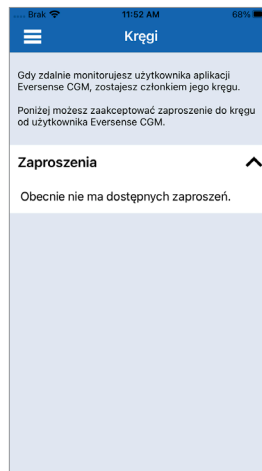 ..... Brak 11:52 AM 68%
Kręgi
Gdy zdalnie monitorujesz użytkownika aplikacji
Eversense CGM, zostajesz członkiem jego kręgu.
Poniżej możesz zaakceptować zaproszenie do kręgu
od użytkownika Eversense CGM.
Zaproszenia
Obecnie nie ma dostępnych zaproszeń.